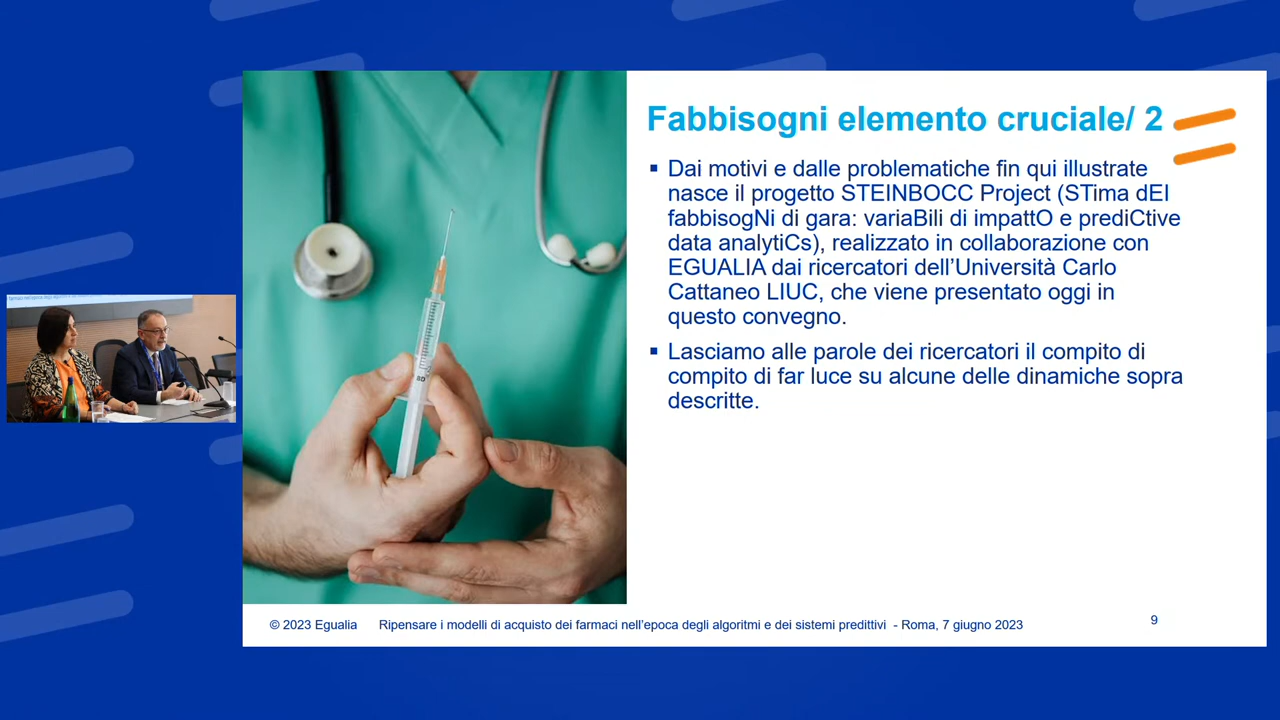 Fabbisogni elemento cruciale/ 2
▪ Dai motivi e dalle problematiche fin qui illustrate
nasce il progetto STEINBOCC Project (STima dEI
fabbisogNi di gara: variaBili di impattO e prediCtive
data analytiCs), realizzato in collaborazione con
EGUALIA dai ricercatori dell’Università Carlo
Cattaneo LIUC, che viene presentato oggi in
questo convegno.
▪ Lasciamo alle parole dei ricercatori il compito di
compito di far luce su alcune delle dinamiche sopra
descritte.
BD
© 2023 Egualia Ripensare i modelli di acquisto dei farmaci nell’epoca degli algoritmi e dei sistemi predittivi - Roma, 7 giugno 2023
9